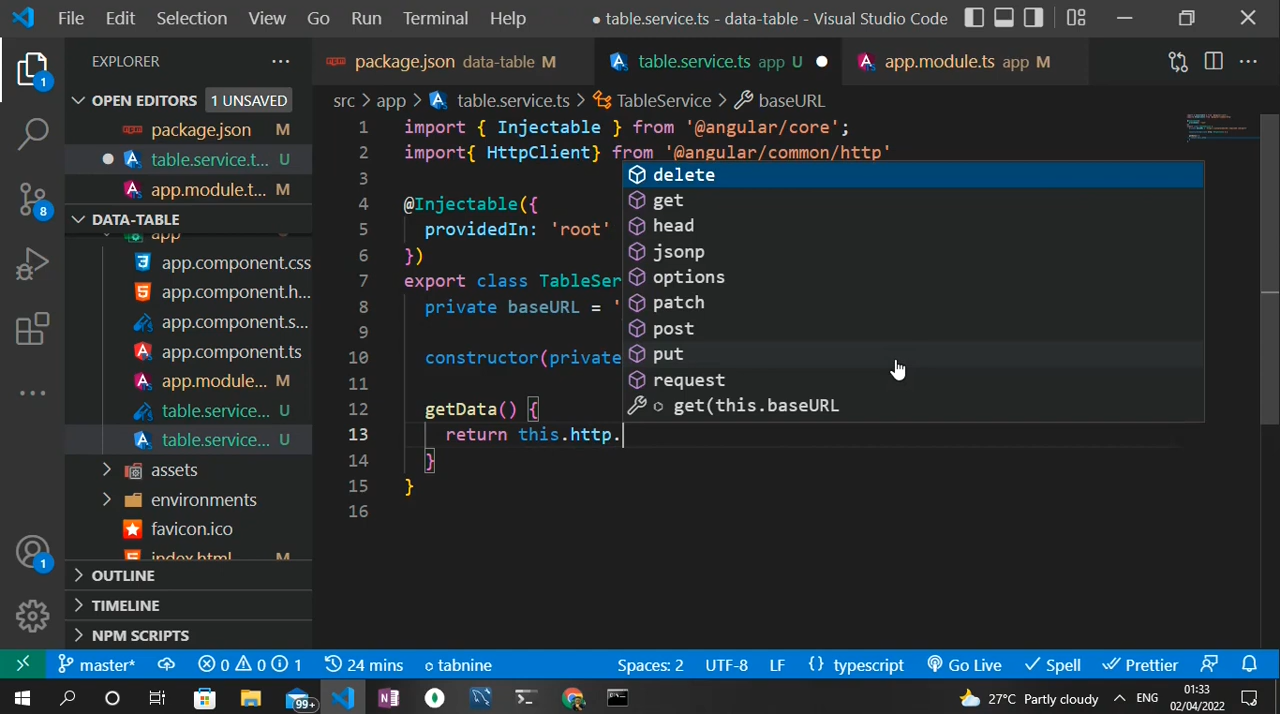 File Edit Selection View Go Run Terminal Help ● table.service.ts - data-table - Visual Studio Code
EXPLORER ...
package.json data-table M
table.service.ts app U
app.module.ts app M
OPEN EDITORS 1 UNSAVED
package.json M
table.service.t... U
app.module.t... M
DATA-TABLE
app
app.component.css
app.component.h...
app.component.s...
app.component.ts
app.module... M
table.service... U
table.service... U
assets
environments
favicon.ico
index.html M
OUTLINE
TIMELINE
NPM SCRIPTS
1
8
1
src > app > table.service.ts > TableService > baseURL
1 import { Injectable } from '@angular/core';
2 import{ HttpClient} from '@angular/common/http'
3
4 @Injectable({
5 providedIn: 'root'
6 })
7 export class TableSer
8 private baseURL = '
9
10 constructor(private
11
12 getData() {
13 return this.http.
14 }
15 }
16
delete
get
head
jsonp
options
patch
post
put
request
get(this.baseURL
master* 0 0 1 24 mins tabnine Spaces: 2 UTF-8 LF {} typescript Go Live Spell Prettier
99+ 27°C Partly cloudy ENG 01:33
02/04/2022